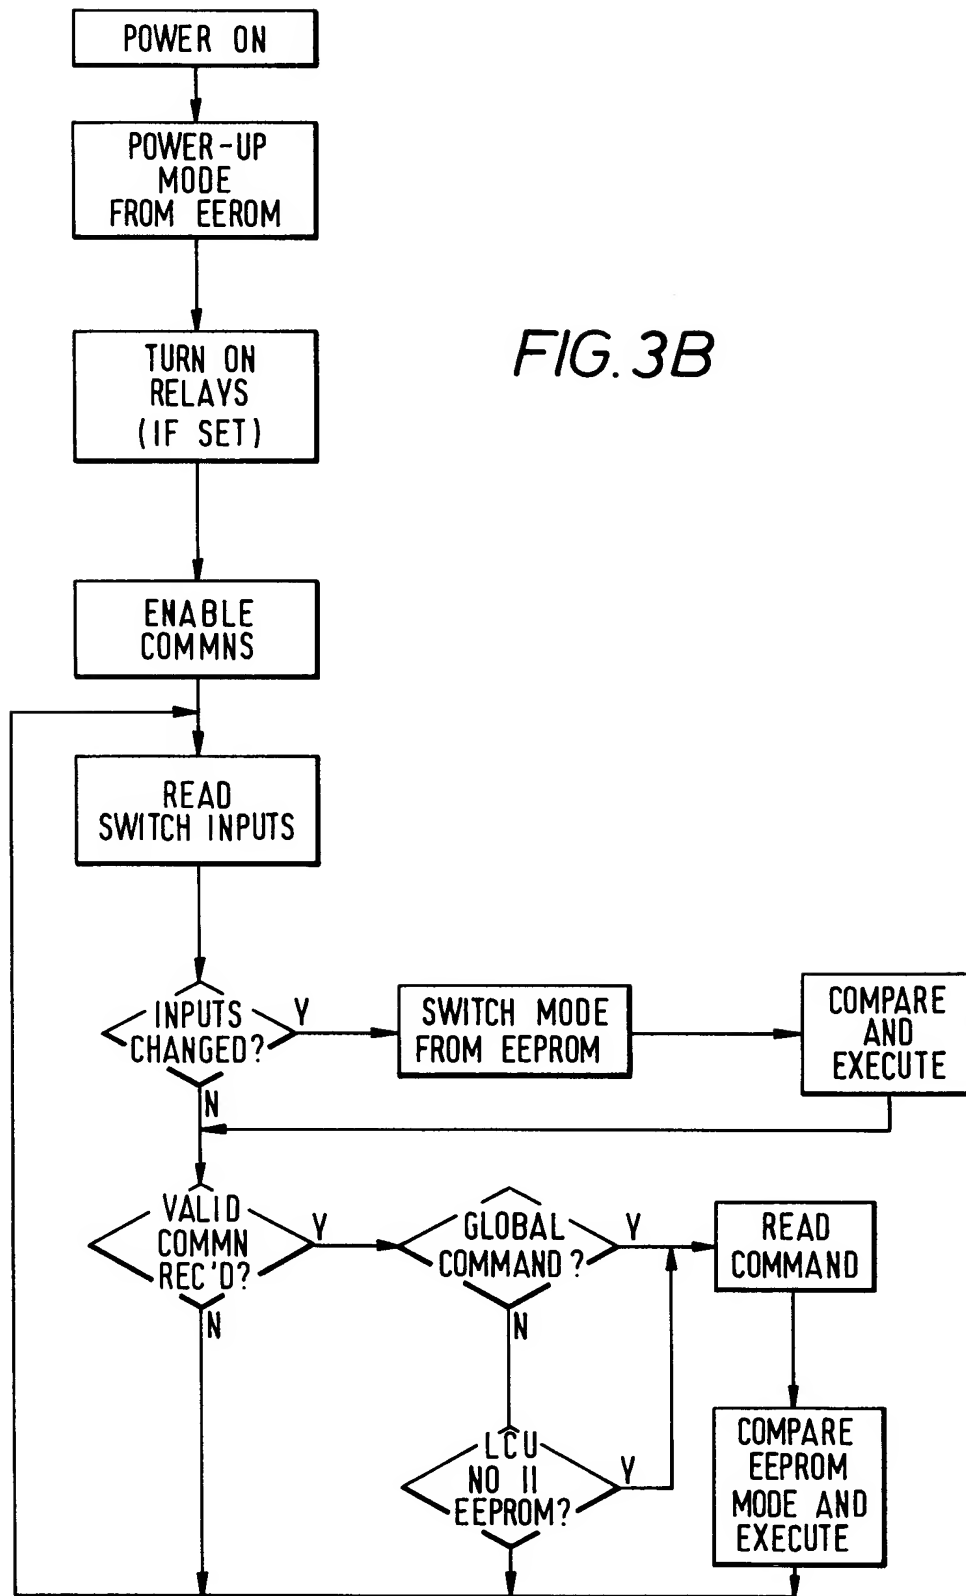 POWER ON
POWER-UP
MODE
FROM EEROM
FIG. 3B
TURN ON
RELAYS
(IF SET)
ENABLE
COMMNS
READ
SWITCH INPUTS
INPUTS
CHANGED?
Y
N
SWITCH MODE
FROM EEPROM
COMPARE
AND
EXECUTE
VALID
COMMN
REC'D?
Y
N
GLOBAL
COMMAND?
Y
N
READ
COMMAND
LCU
NO II
EEPROM?
Y
COMPARE
EEPROM
MODE AND
EXECUTE